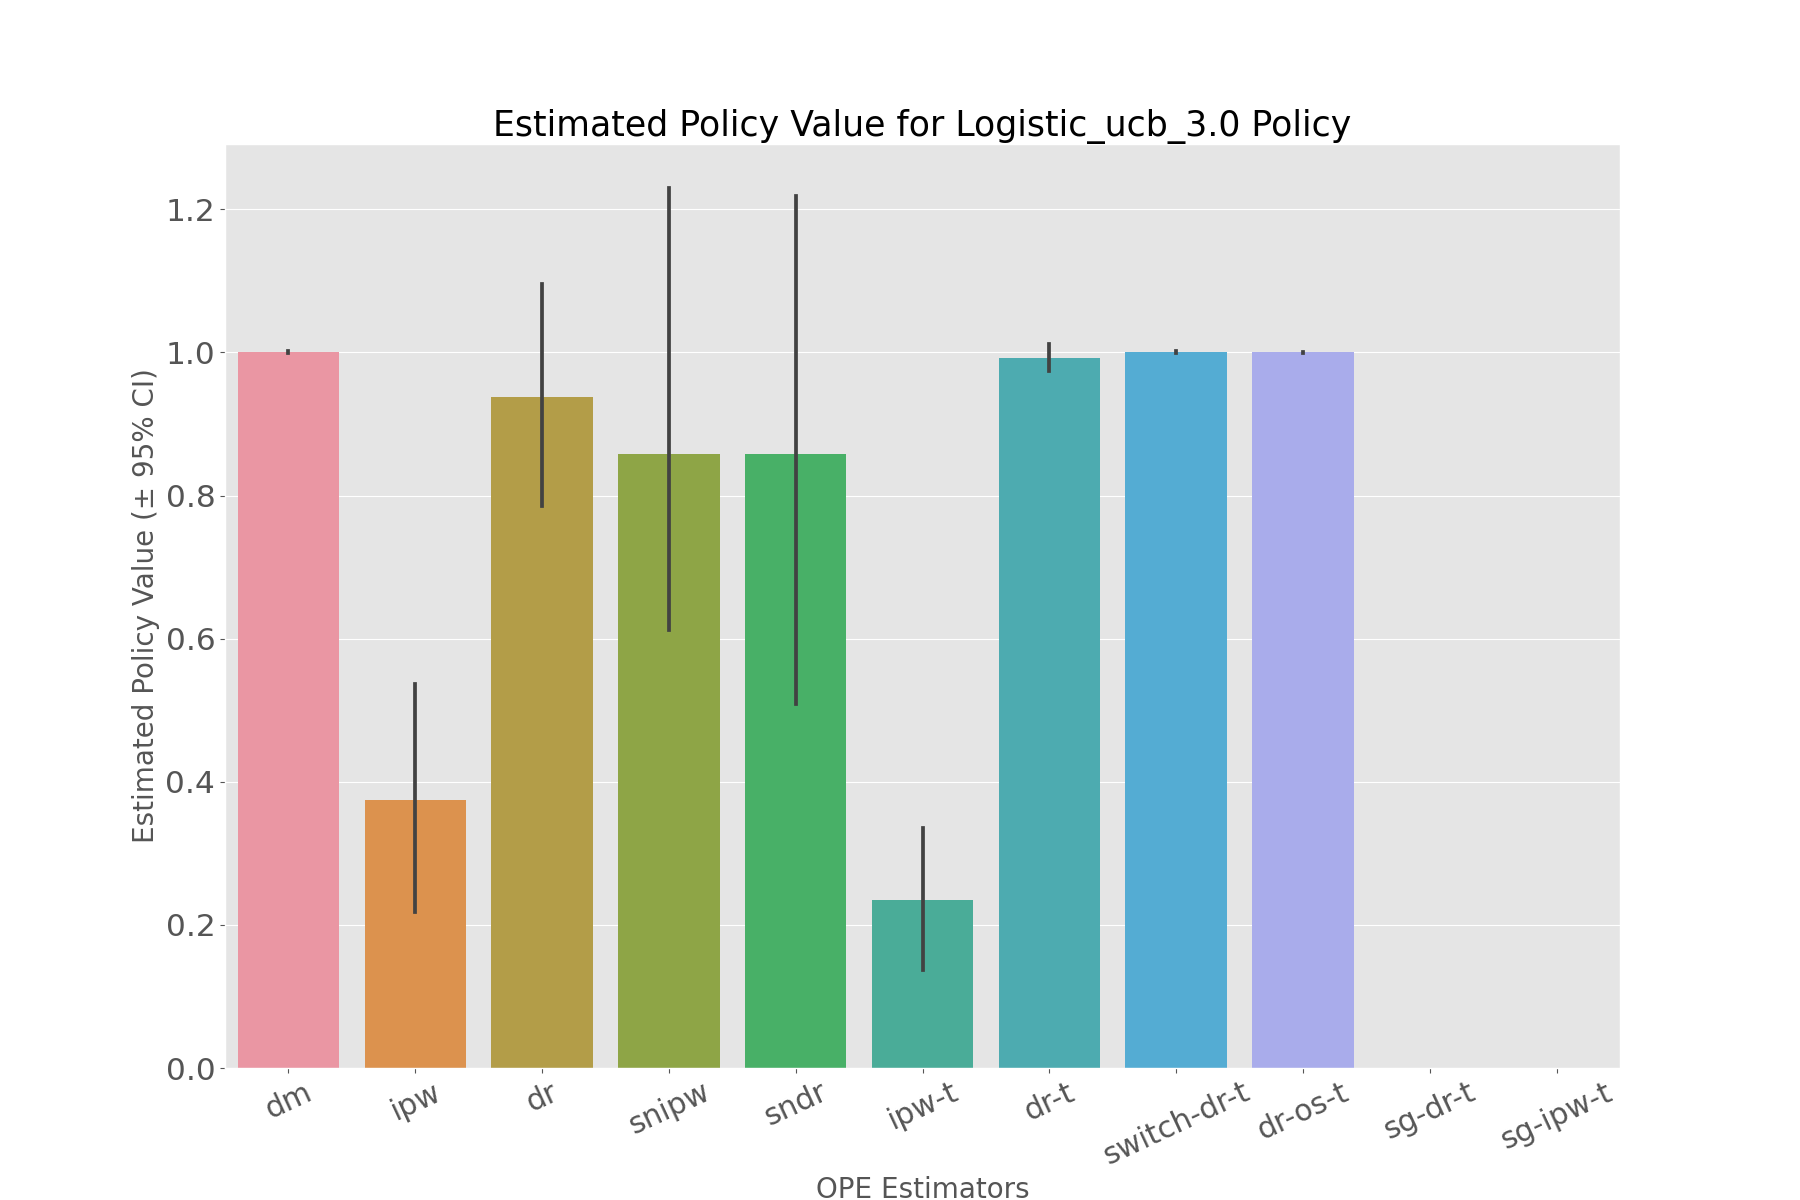 Estimated Policy Value for Logistic_ucb_3.0 Policy
Estimated Policy Value (± 95% CI)
1.2
1.0
0.8
0.6
0.4
0.2
0.0
dm
ipw
dr
snipw
sndr
ipw-t
dr-t
switch-dr-t
dr-os-t
sg-dr-t
sg-ipw-t
OPE Estimators